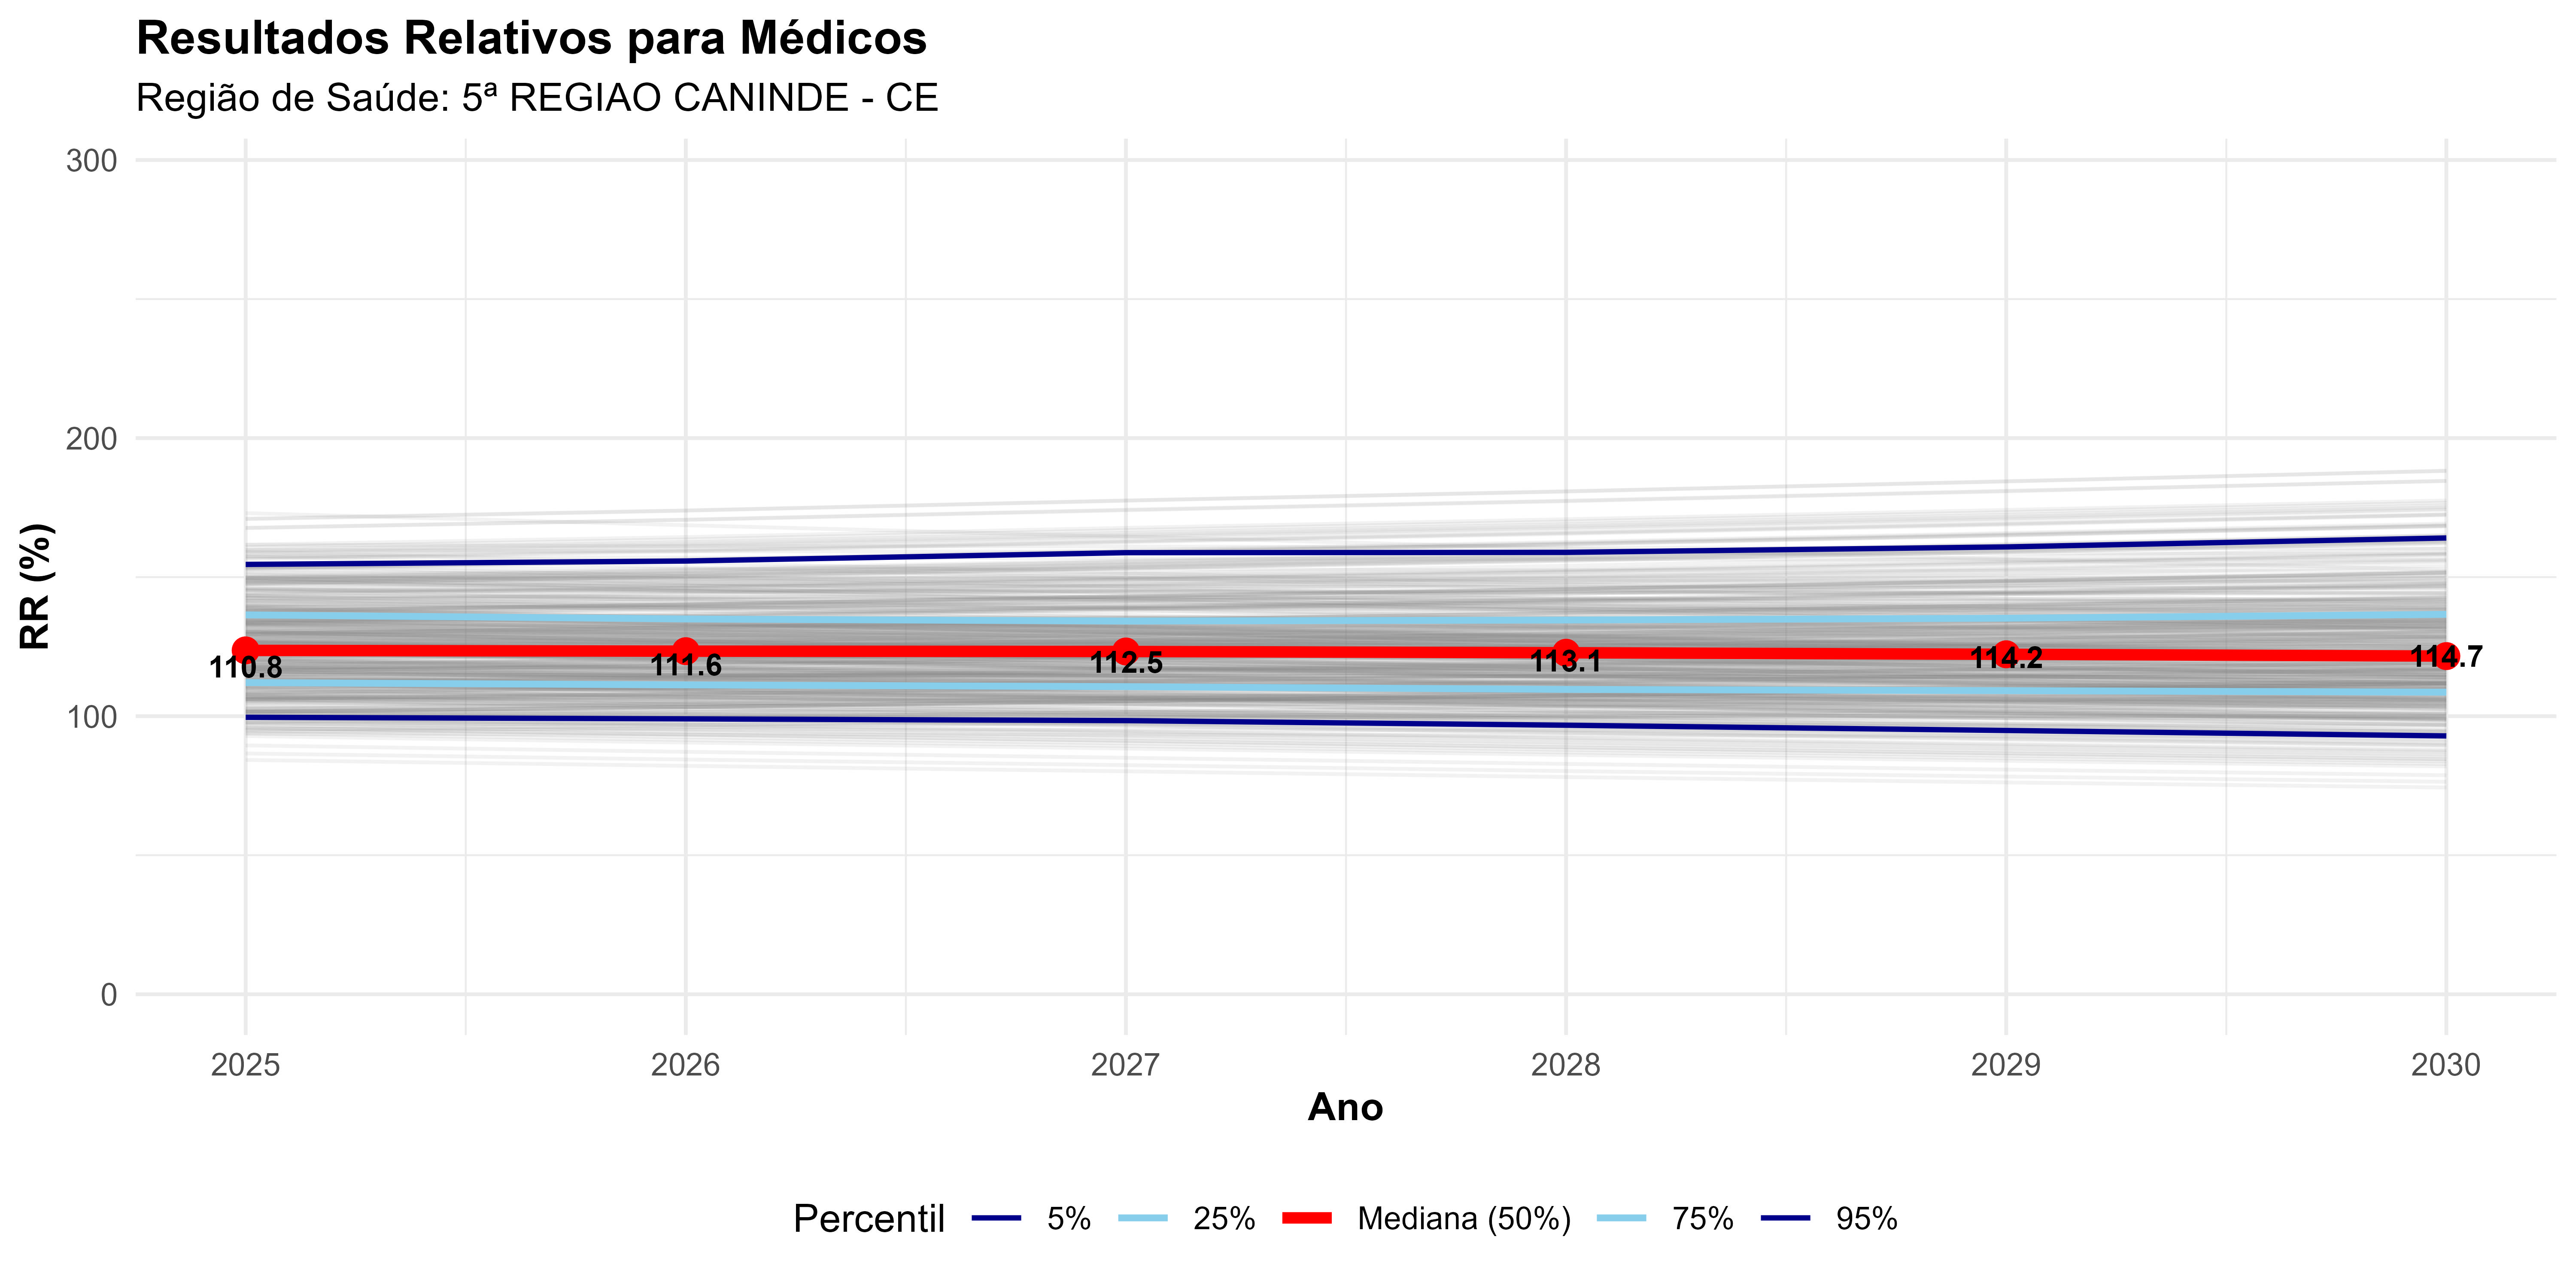 Resultados Relativos para Médicos
Região de Saúde: 5ª REGIAO CANINDE - CE
300
200
100
0
RR (%)
110.8 111.6 112.5 113.1 114.2 114.7
2025 2026 2027 2028 2029 2030
Ano
Percentil 5% 25% Mediana (50%) 75% 95%